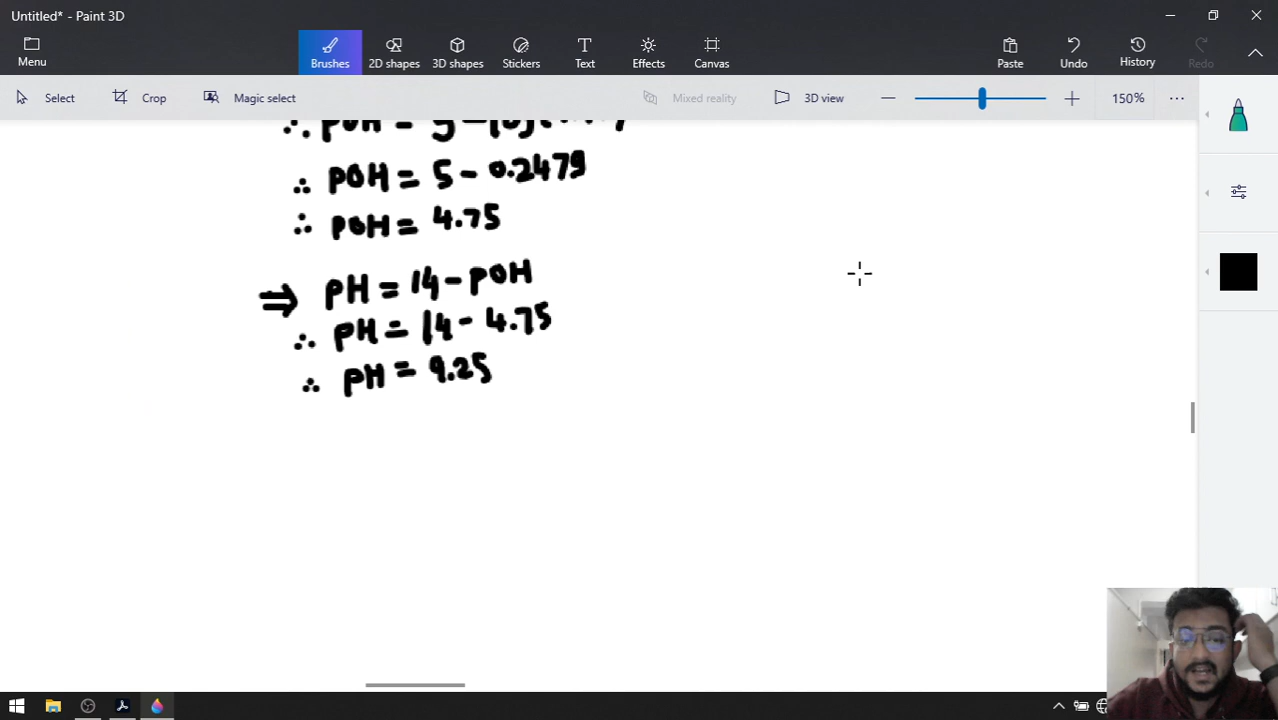 Untitled* - Paint 3D
Menu
Brushes
2D shapes
3D shapes
Stickers
Text
Effects
Canvas
Paste
Undo
History
Redo
Select
Crop
Magic select
Mixed reality
3D view
150%
∴ POH = 5 -
∴ POH = 5 - 0.2479
∴ POH = 4.75
⇒ PH = 14 - POH
∴ PH = 14 - 4.75
∴ PH = 9.25